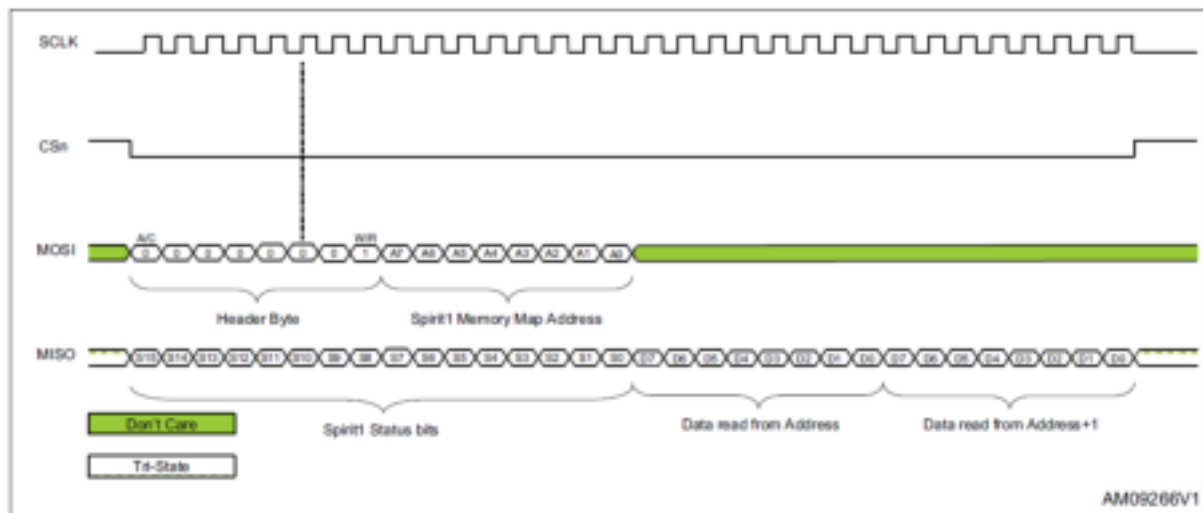 SCLK
CSn
A/C W/R
MOSI 0 0 0 0 0 0 0 1 A7 A6 A5 A4 A3 A2 A1 A0
Header Byte Spirit1 Memory Map Address
MISO S15 S14 S13 S12 S11 S10 S9 S8 S7 S6 S5 S4 S3 S2 S1 S0 D7 D6 D5 D4 D3 D2 D1 D0 D7 D6 D5 D4 D3 D2 D1 D0
Don't Care Spirit1 Status bits Data read from Address Data read from Address+1
Tri-State
AM09266V1